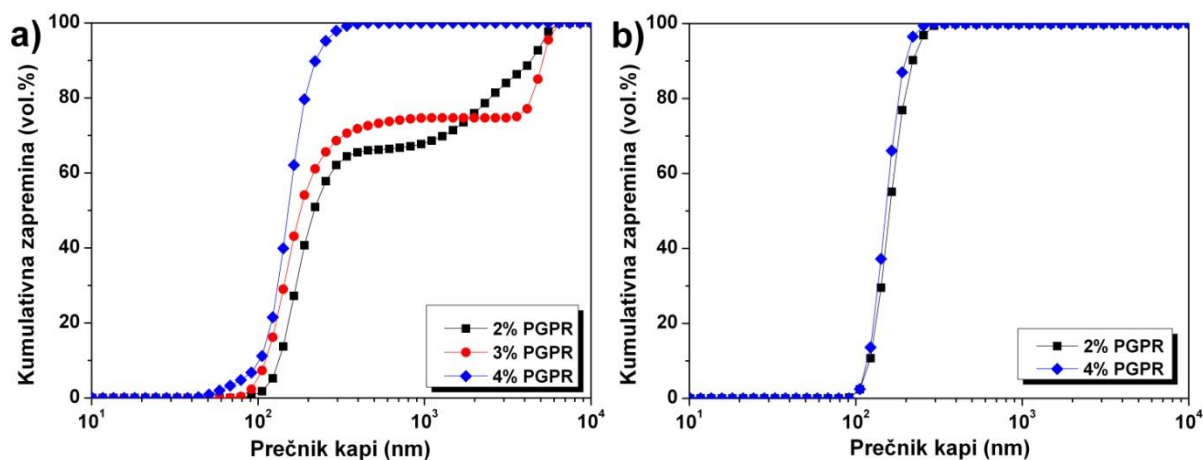 a)
Kumulativna zapremina (vol.%)
100
80
60
40
20
0
2% PGPR
3% PGPR
4% PGPR
10¹ 10² 10³ 10⁴
Prečnik kapi (nm)
b)
Kumulativna zapremina (vol.%)
100
80
60
40
20
0
2% PGPR
4% PGPR
10¹ 10² 10³ 10⁴
Prečnik kapi (nm)